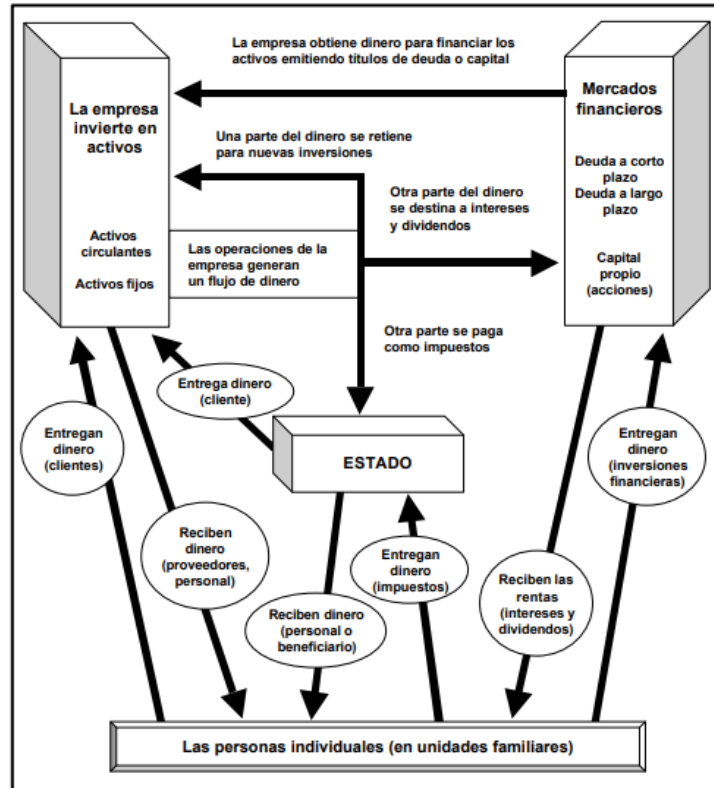 La empresa obtiene dinero para financiar los
activos emitiendo títulos de deuda o capital
La empresa
invierte en
activos
Activos
circulantes
Activos fijos
Mercados
financieros
Deuda a corto
plazo
Deuda a largo
plazo
Capital
propio
(acciones)
Una parte del dinero se retiene
para nuevas inversiones
Otra parte del dinero
se destina a intereses
y dividendos
Las operaciones de la
empresa generan
un flujo de dinero
Otra parte se paga
como impuestos
Entrega dinero
(cliente)
Entregan
dinero
(clientes)
ESTADO
Entregan
dinero
(inversiones
financieras)
Reciben
dinero
(proveedores,
personal)
Reciben dinero
(personal o
beneficiario)
Entregan
dinero
(impuestos)
Reciben las
rentas
(intereses y
dividendos)
Las personas individuales (en unidades familiares)